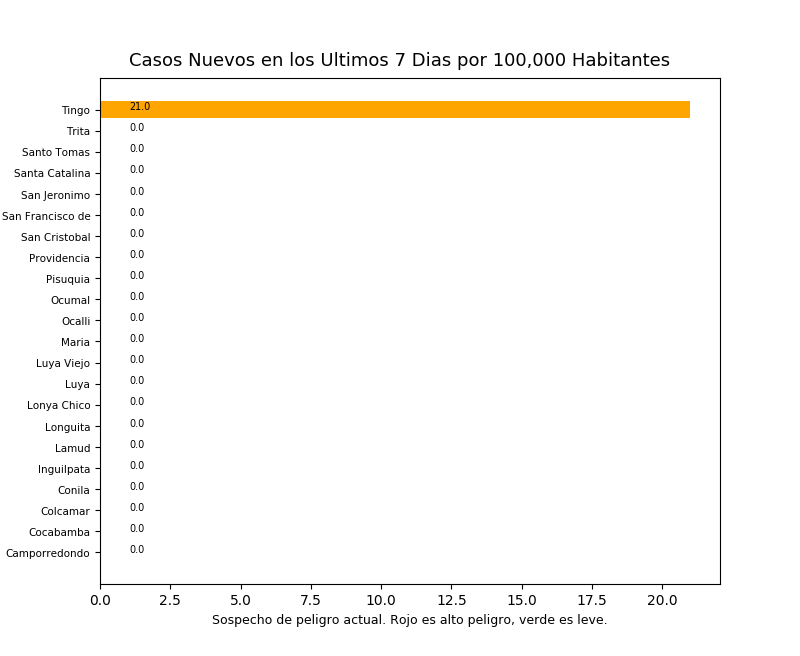 Casos Nuevos en los Ultimos 7 Dias por 100,000 Habitantes
Tingo 21.0
Trita 0.0
Santo Tomas 0.0
Santa Catalina 0.0
San Jeronimo 0.0
San Francisco de 0.0
San Cristobal 0.0
Providencia 0.0
Pisuquia 0.0
Ocumal 0.0
Ocalli 0.0
Maria 0.0
Luya Viejo 0.0
Luya 0.0
Lonya Chico 0.0
Longuita 0.0
Lamud 0.0
Inguilpata 0.0
Conila 0.0
Colcamar 0.0
Cocabamba 0.0
Camporredondo 0.0
0.0 2.5 5.0 7.5 10.0 12.5 15.0 17.5 20.0
Sospecho de peligro actual. Rojo es alto peligro, verde es leve.